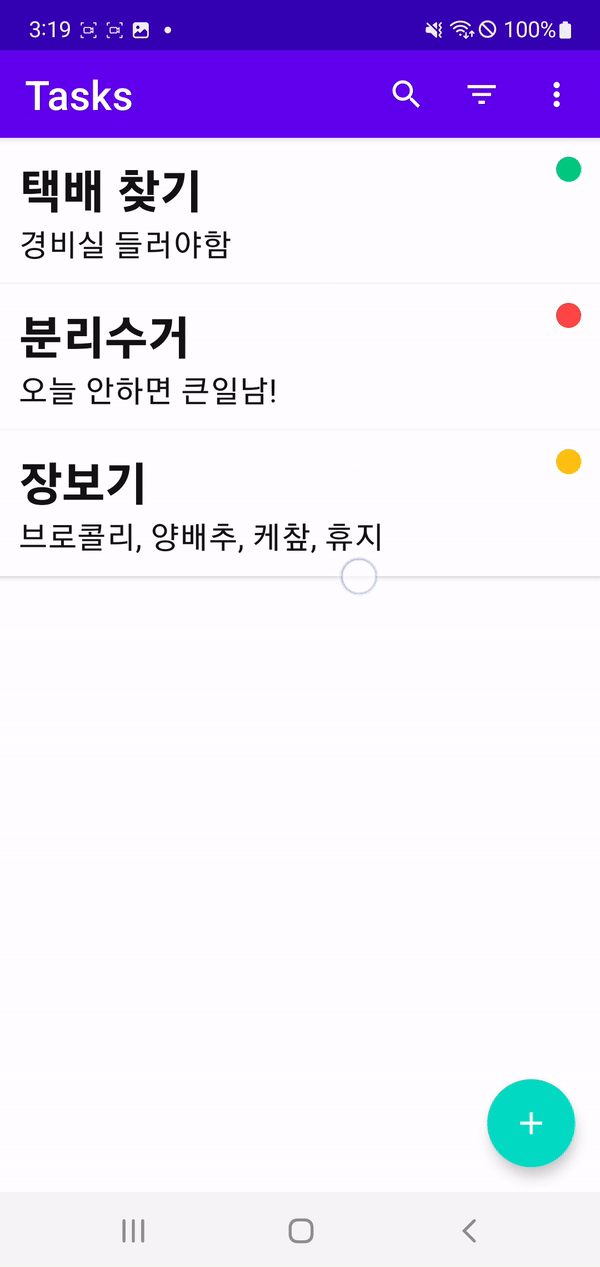 3:19 100%
Tasks
택배 찾기
경비실 들러야함
분리수거
오늘 안하면 큰일남!
장보기
브로콜리, 양배추, 케찲, 휴지